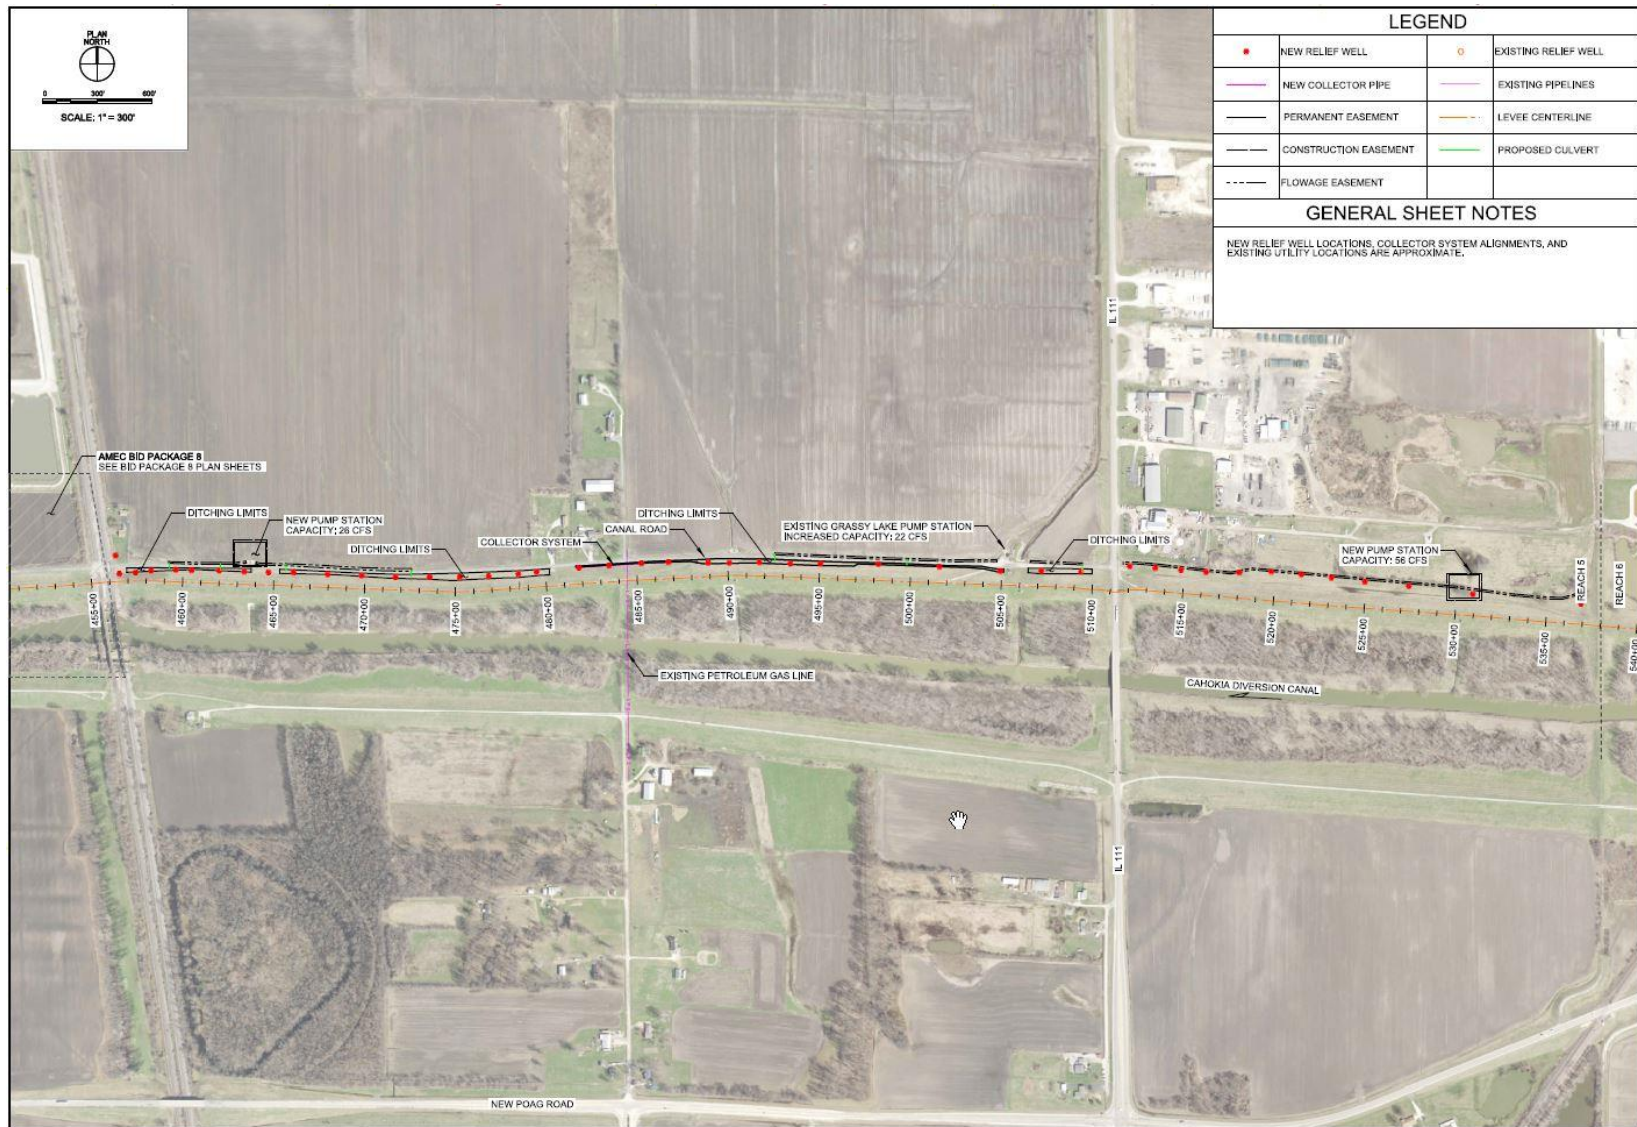 PLAN
NORTH
0 300' 600'
SCALE: 1" = 300'
LEGEND
NEW RELIEF WELL
EXISTING RELIEF WELL
NEW COLLECTOR PIPE
EXISTING PIPELINES
PERMANENT EASEMENT
LEVEE CENTERLINE
CONSTRUCTION EASEMENT
PROPOSED CULVERT
FLOWAGE EASEMENT
GENERAL SHEET NOTES
NEW RELIEF WELL LOCATIONS, COLLECTOR SYSTEM ALIGNMENTS, AND
EXISTING UTILITY LOCATIONS ARE APPROXIMATE.
IL 111
AMEC BID PACKAGE 8
SEE BID PACKAGE 8 PLAN SHEETS
DITCHING LIMITS
NEW PUMP STATION
CAPACITY: 26 CFS
DITCHING LIMITS
COLLECTOR SYSTEM
CANAL ROAD
DITCHING LIMITS
EXISTING GRASSY LAKE PUMP STATION
INCREASED CAPACITY: 22 CFS
DITCHING LIMITS
NEW PUMP STATION
CAPACITY: 56 CFS
REACH 5
REACH 6
455+00
460+00
465+00
470+00
475+00
480+00
485+00
490+00
495+00
500+00
505+00
510+00
515+00
520+00
525+00
530+00
535+00
540+00
EXISTING PETROLEUM GAS LINE
CAHOKIA DIVERSION CANAL
IL 111
NEW POAG ROAD